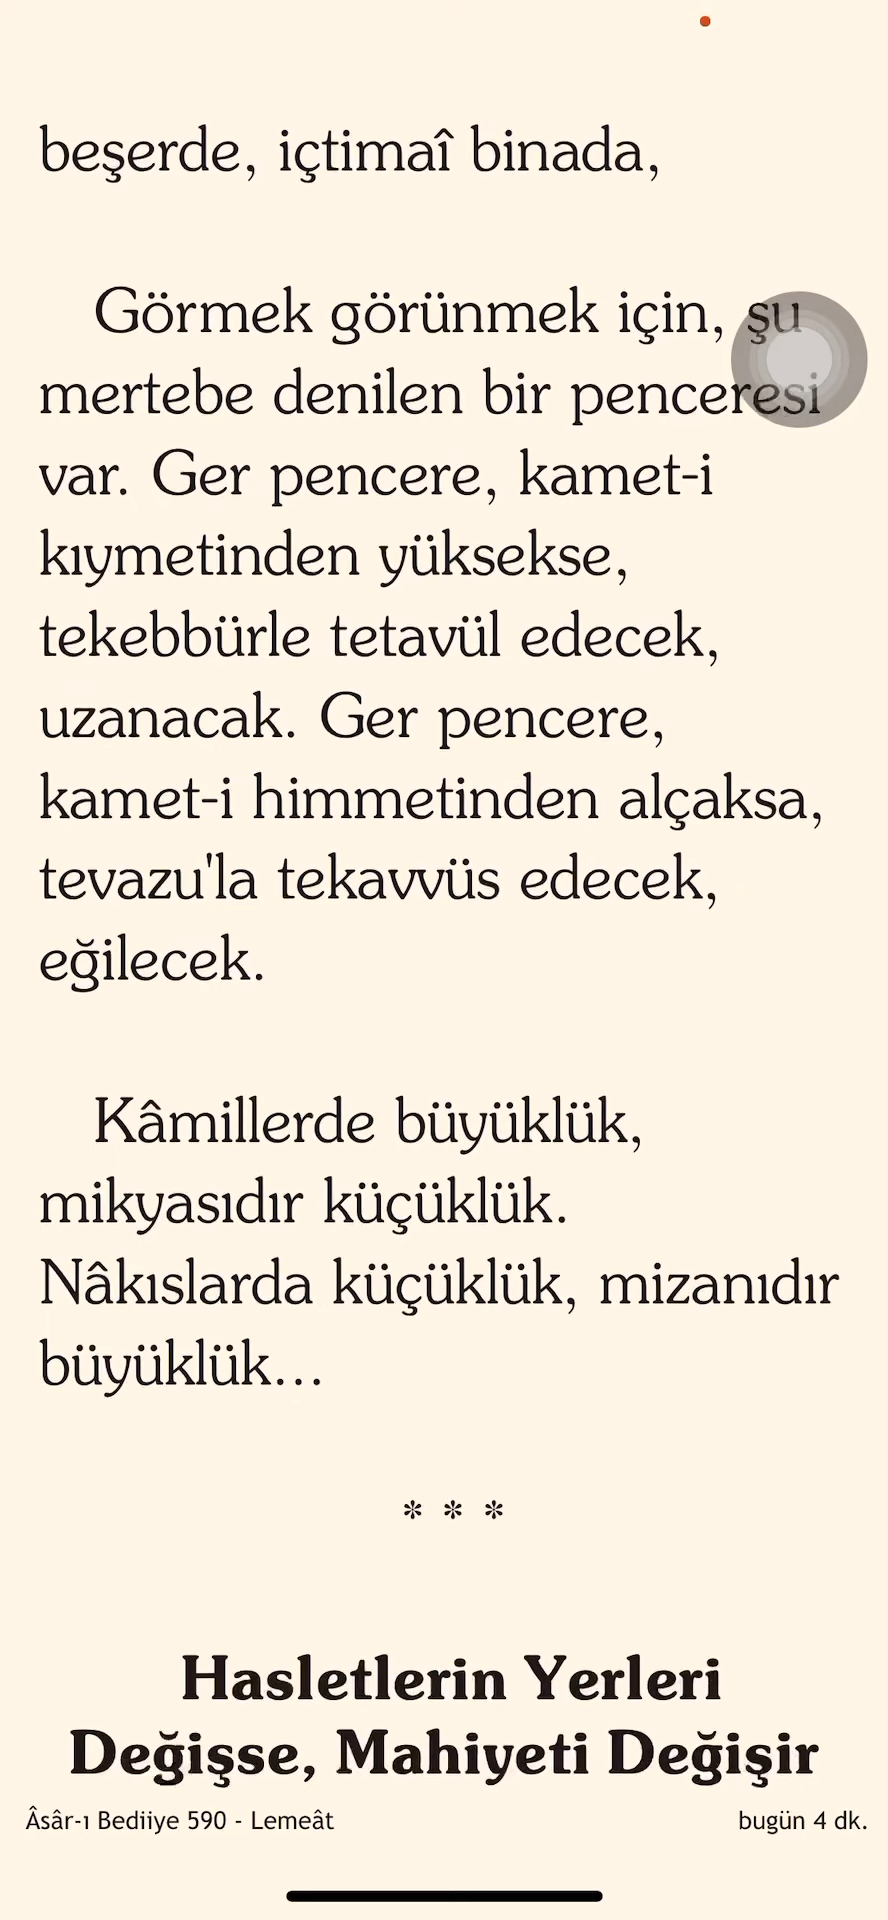 beşerde, içtimaî binada,
Görmek görünmek için, şu
mertebe denilen bir penceresi
var. Ger pencere, kamet-i
kıymetinden yüksekse,
tekebbürle tetavül edecek,
uzanacak. Ger pencere,
kamet-i himmetinden alçaksa,
tevazu'la tekavvüs edecek,
eğilecek.
Kâmillerde büyüklük,
mikyasıdır küçüklük.
Nâkıslarda küçüklük, mizanıdır
büyüklük...
* * *
Hasletlerin Yerleri
Değişse, Mahiyeti Değişir
Âsâr-ı Bediiye 590 - Lemeât
bugün 4 dk.